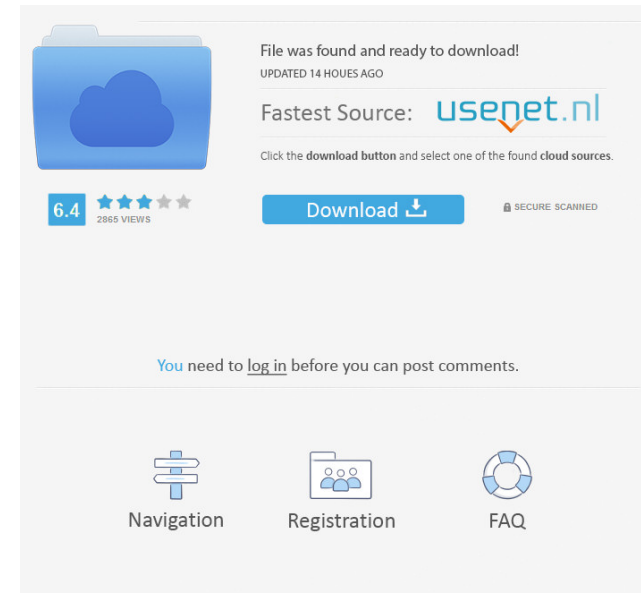 File was found and ready to download!
UPDATED 14 HOUES AGO
Fastest Source: usenet.nl
Click the download button and select one of the found cloud sources.
6.4
2865 VIEWS
Download
SECURE SCANNED
You need to log in before you can post comments.
Navigation
Registration
FAQ